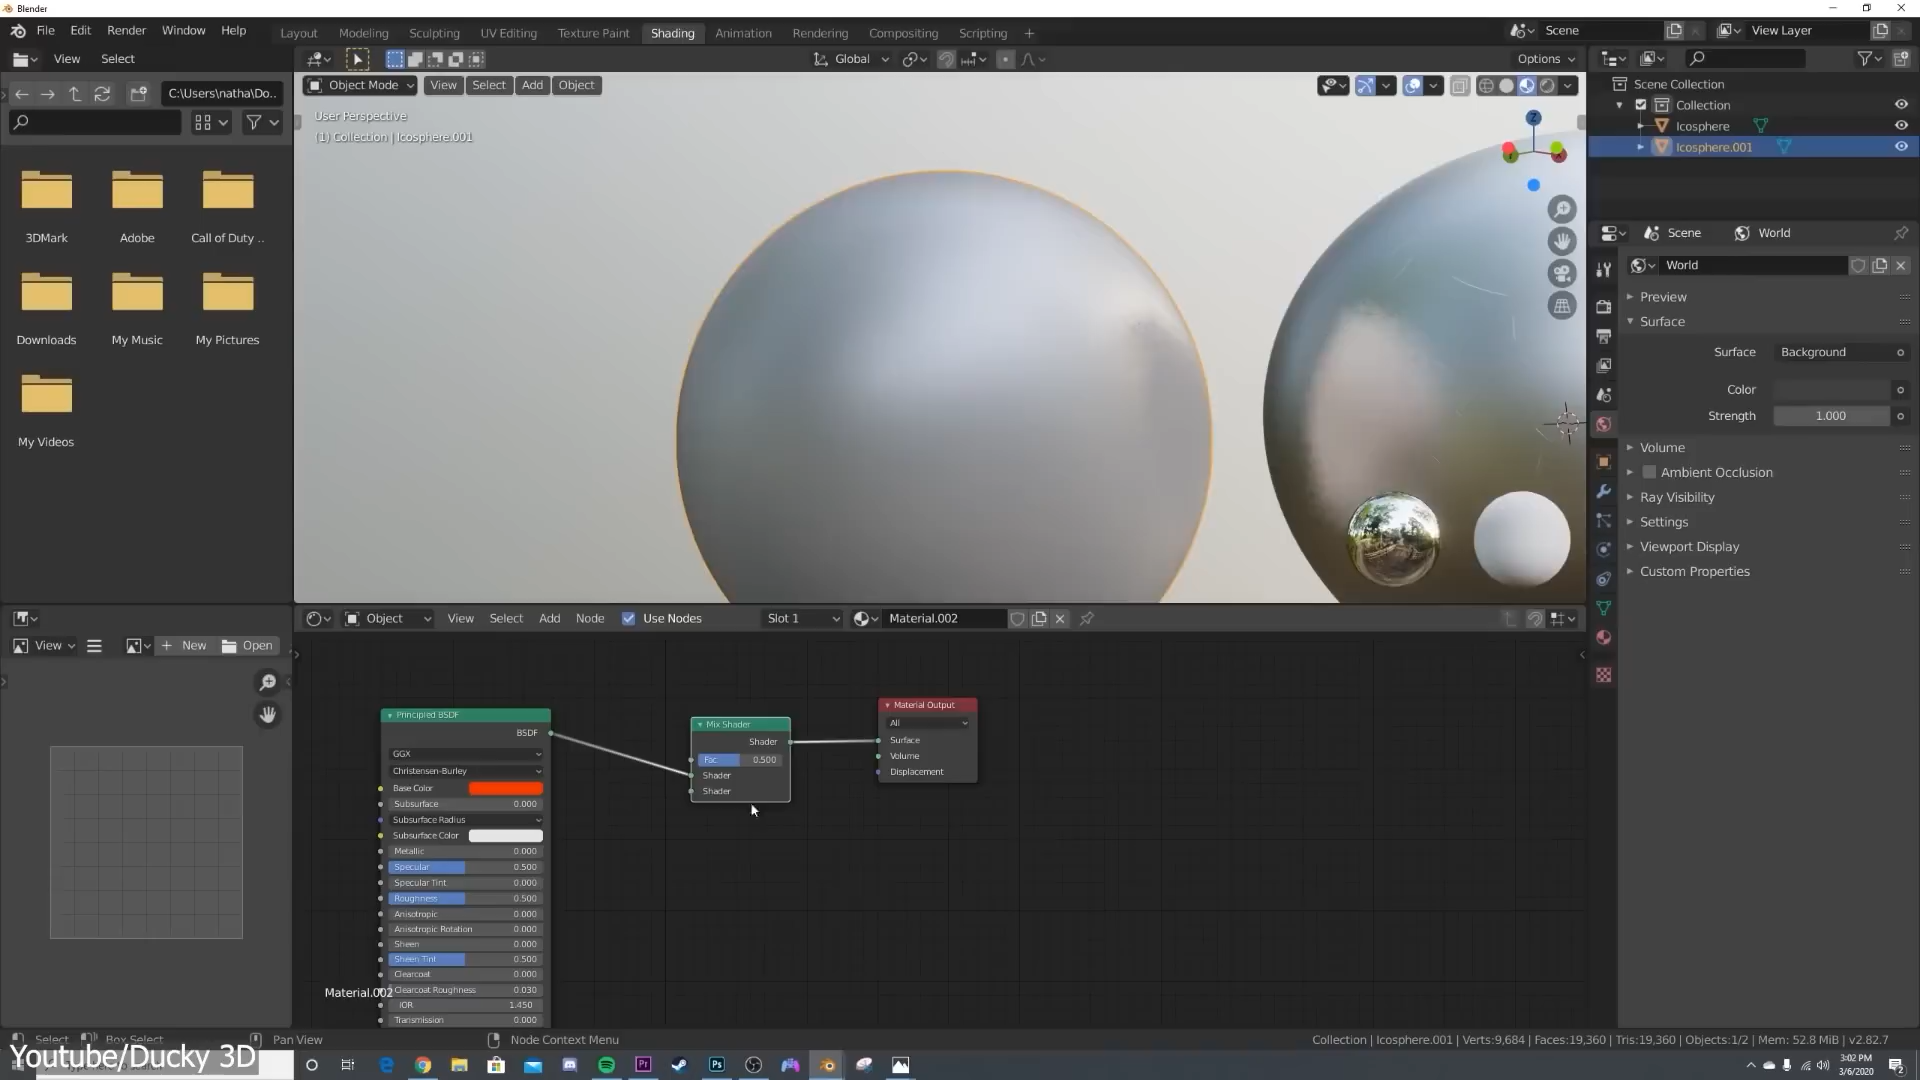 Blender
File Edit Render Window Help
Layout Modeling Sculpting UV Editing Texture Paint Shading Animation Rendering Compositing Scripting +
Scene
View Layer
View Select
Global
Options
C:\Users\natha\Do..
Object Mode View Select Add Object
User Perspective
(1) Collection | Icosphere.001
Z
Scene Collection
Collection
Icosphere
Icosphere.001
3DMark Adobe Call of Duty ..
Downloads My Music My Pictures
My Videos
Scene World
World
Preview
Surface
Surface Background
Color
Strength 1.000
Volume
Ambient Occlusion
Ray Visibility
Settings
Viewport Display
Custom Properties
View + New Open
Object View Select Add Node Use Nodes Slot 1 Material.002
Principled BSDF
BSDF
GGX
Christensen-Burley
Base Color
Subsurface 0.000
Subsurface Radius
Subsurface Color
Metallic 0.000
Specular 0.500
Specular Tint 0.000
Roughness 0.500
Anisotropic 0.000
Anisotropic Rotation 0.000
Sheen 0.000
Sheen Tint 0.500
Clearcoat 0.000
Clearcoat Roughness 0.030
IOR 1.450
Transmission 0.000
Mix Shader
Shader
Fac 0.500
Shader
Shader
Material Output
All
Surface
Volume
Displacement
Material.002
Select Box Select Pan View Node Context Menu
Collection | Icosphere.001 | Verts:9,684 | Faces:19,360 | Tris:19,360 | Objects:1/2 | Mem: 52.8 MiB | v2.82.7
Youtube/Ducky 3D
3:02 PM
3/6/2020